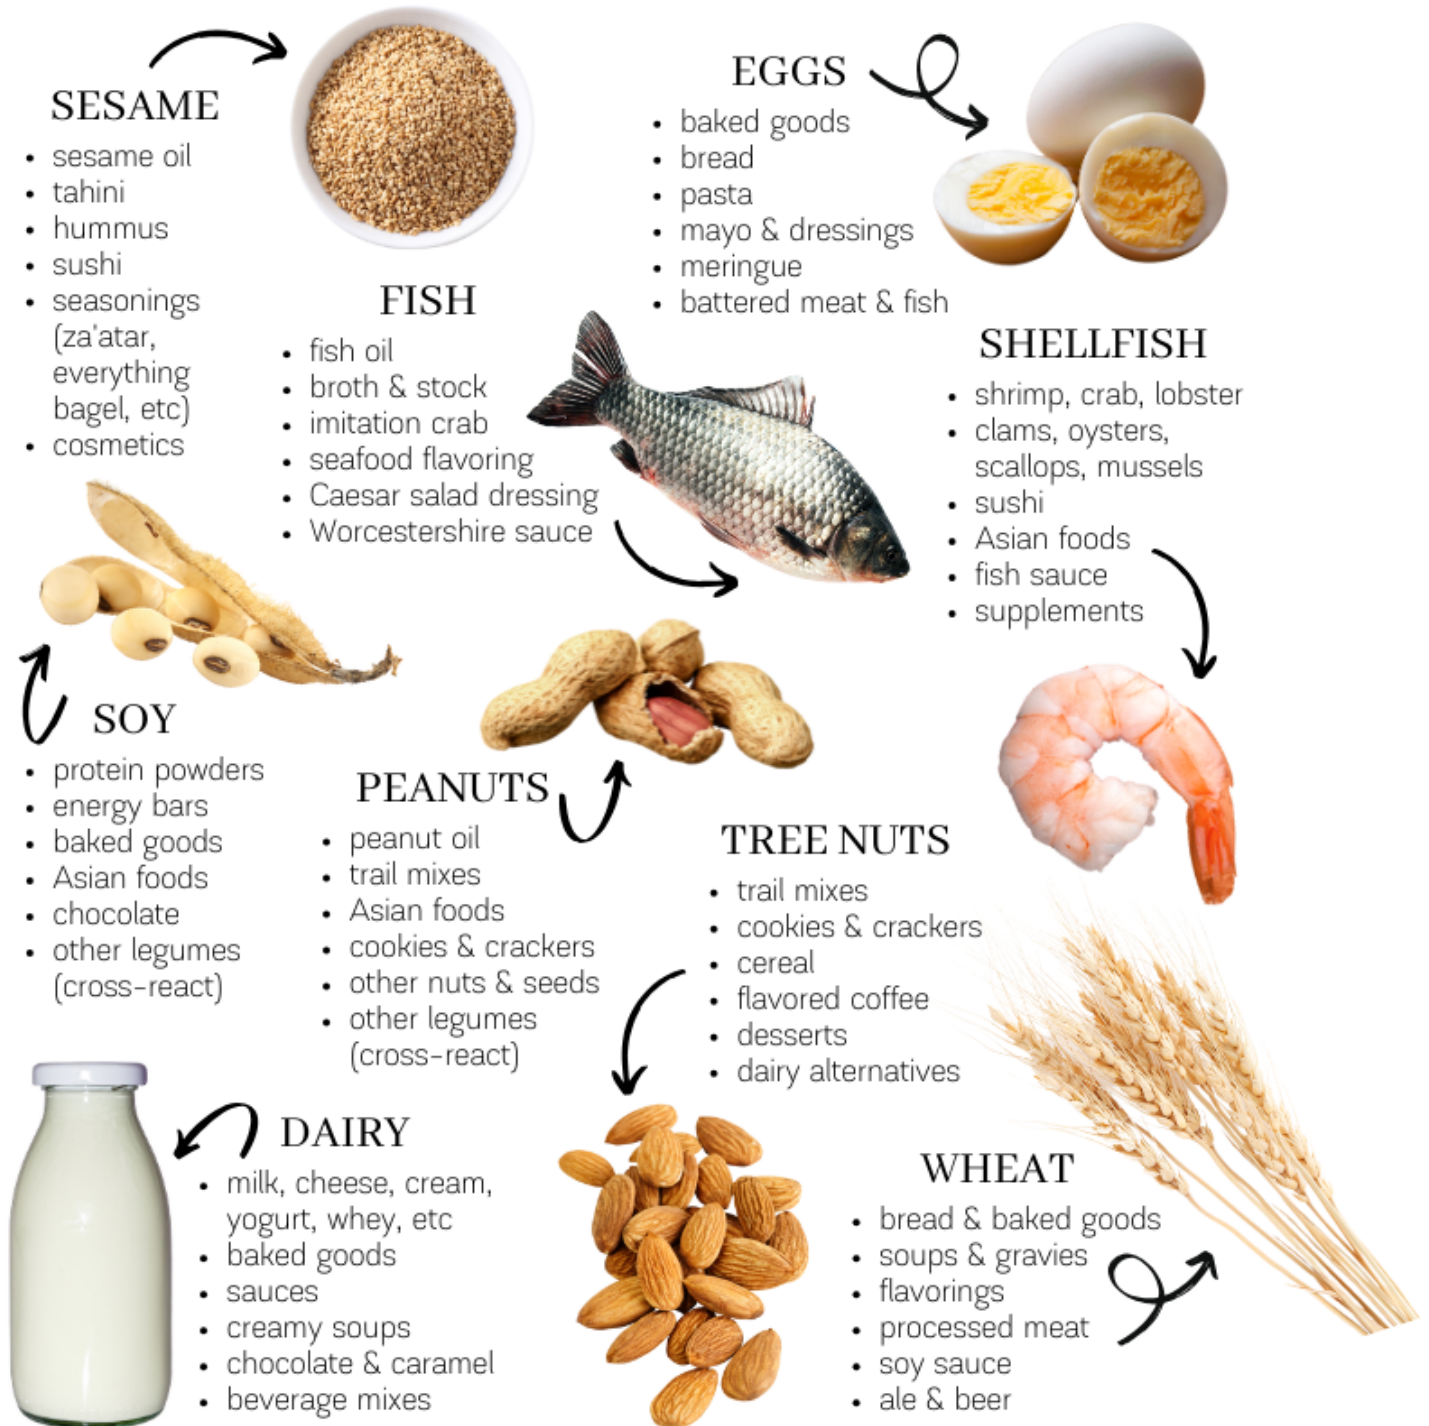 SESAME
• sesame oil
• tahini
• hummus
• sushi
• seasonings
(za'atar,
everything
bagel, etc)
• cosmetics
EGGS
• baked goods
• bread
• pasta
• mayo & dressings
• meringue
• battered meat & fish
FISH
• fish oil
• broth & stock
• imitation crab
• seafood flavoring
• Caesar salad dressing
• Worcestershire sauce
SHELLFISH
• shrimp, crab, lobster
• clams, oysters,
scallops, mussels
• sushi
• Asian foods
• fish sauce
• supplements
SOY
• protein powders
• energy bars
• baked goods
• Asian foods
• chocolate
• other legumes
(cross-react)
PEANUTS
• peanut oil
• trail mixes
• Asian foods
• cookies & crackers
• other nuts & seeds
• other legumes
(cross-react)
TREE NUTS
• trail mixes
• cookies & crackers
• cereal
• flavored coffee
• desserts
• dairy alternatives
DAIRY
• milk, cheese, cream,
yogurt, whey, etc
• baked goods
• sauces
• creamy soups
• chocolate & caramel
• beverage mixes
WHEAT
• bread & baked goods
• soups & gravies
• flavorings
• processed meat
• soy sauce
• ale & beer